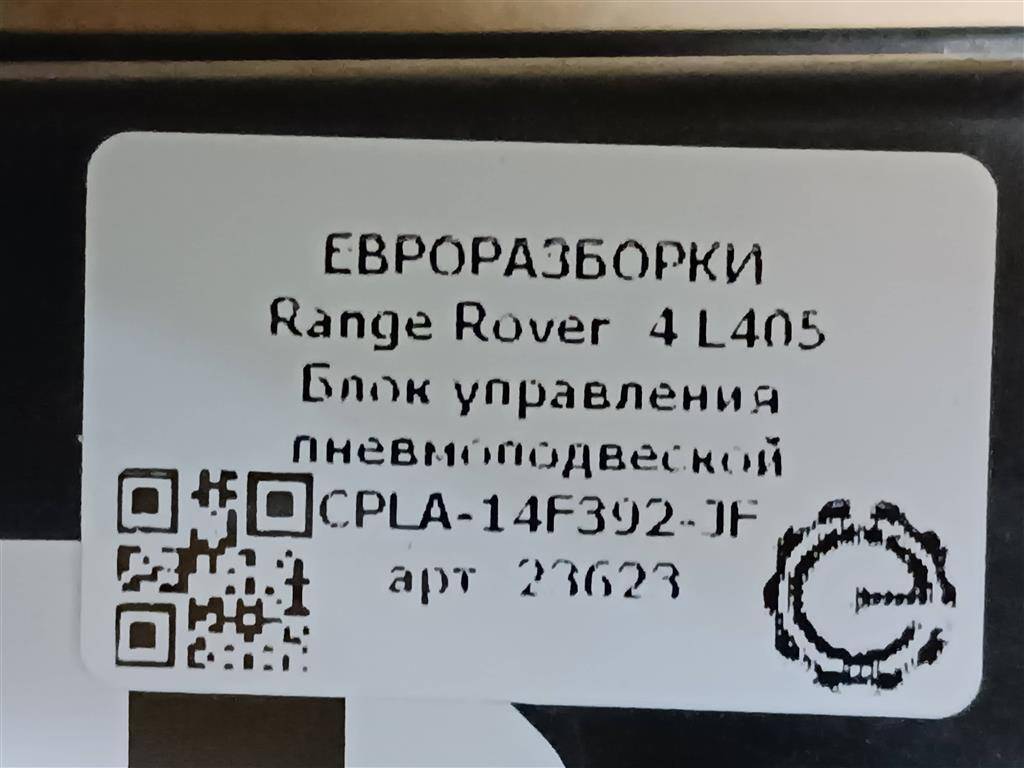 ЕВРОРАЗБОРКИ
Range Rover 4 L405
Блок управления
пневмоподвеской
CPLA-14F392-JF
арт 23623